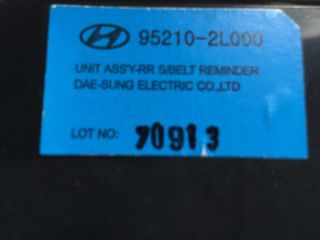 95210-2L000
UNIT ASS'Y-RR S/BELT REMINDER
DAE-SUNG ELECTRIC CO.,LTD
LOT NO: 70913